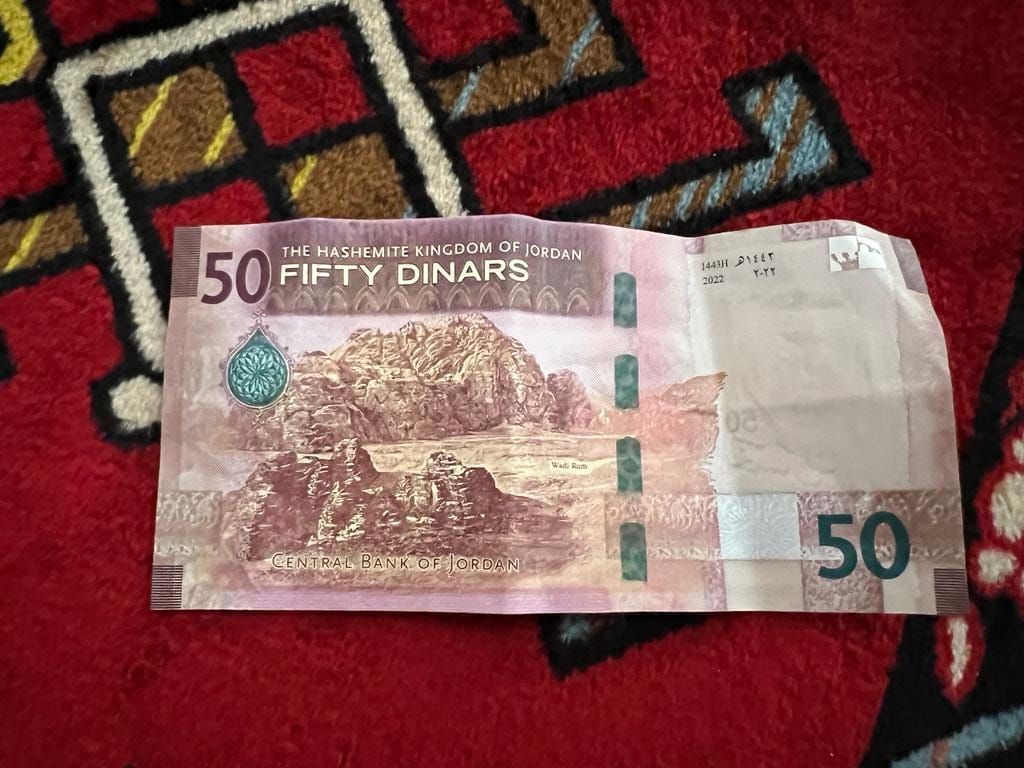 50
THE HASHEMITE KINGDOM OF JORDAN
FIFTY DINARS
1443H ١٤٤٣هـ
2022 ٢٠٢٢
Wadi Rum
CENTRAL BANK OF JORDAN
50